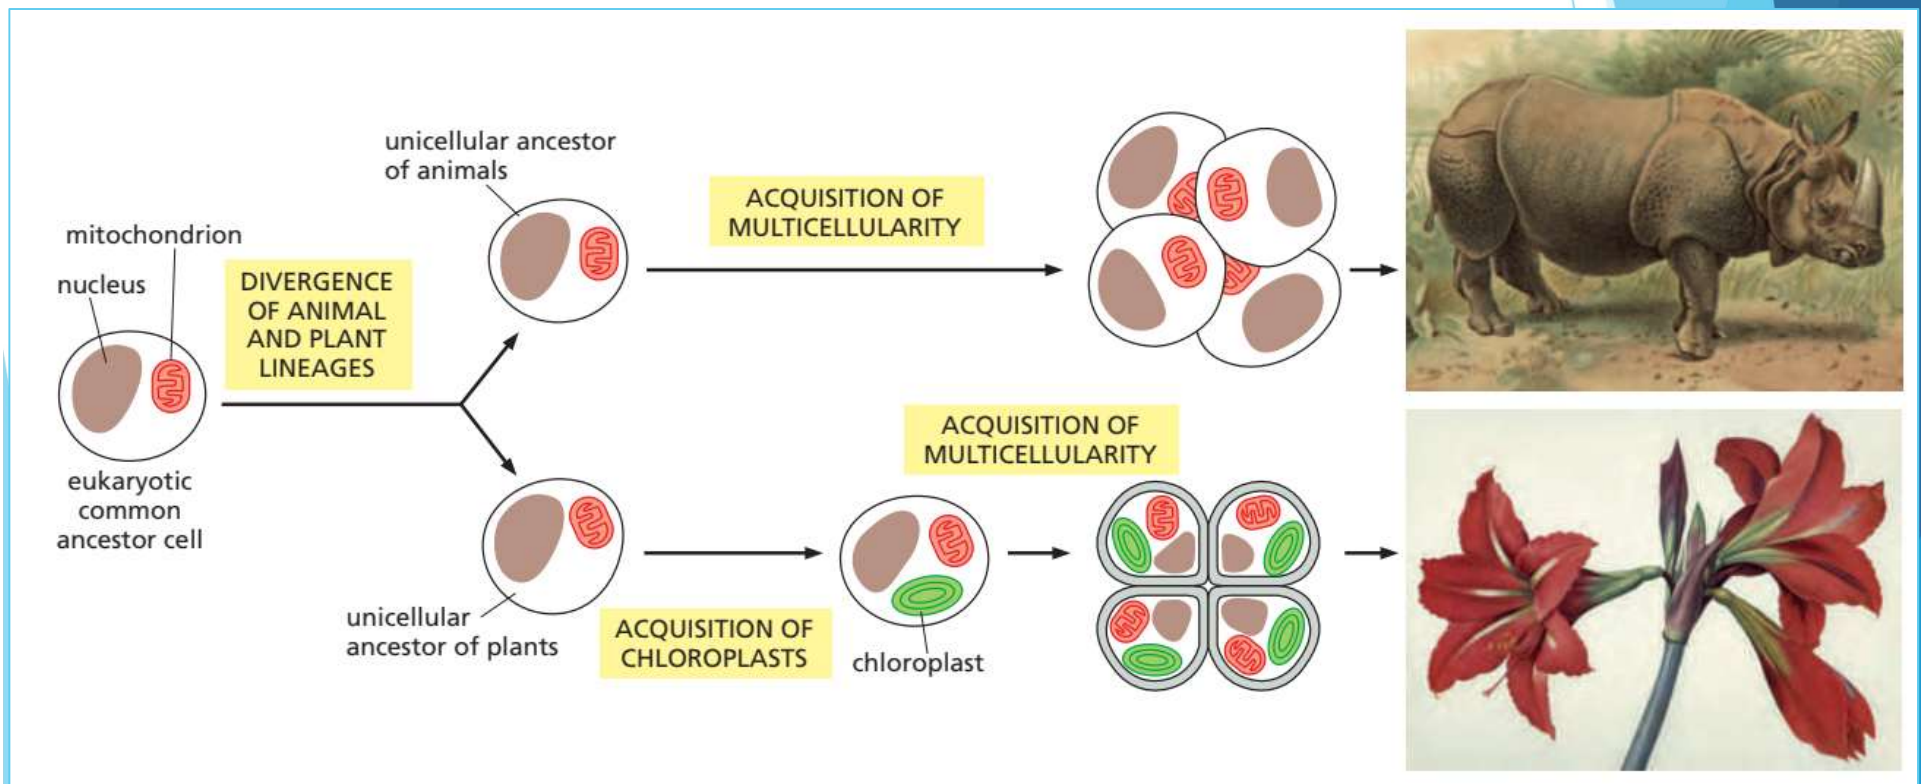 mitochondrion
nucleus
eukaryotic
common
ancestor cell
DIVERGENCE
OF ANIMAL
AND PLANT
LINEAGES
unicellular ancestor
of animals
ACQUISITION OF
MULTICELLULARITY
unicellular
ancestor of plants
ACQUISITION OF
CHLOROPLASTS
chloroplast
ACQUISITION OF
MULTICELLULARITY